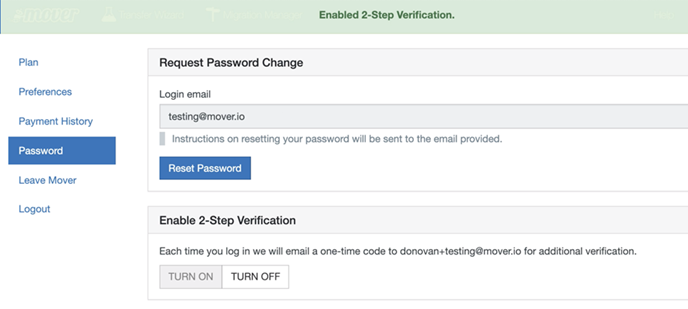 mover
Enabled 2-Step Verification.
Plan
Preferences
Payment History
Password
Leave Mover
Logout
Request Password Change
Login email
testing@mover.io
Instructions on resetting your password will be sent to the email provided.
Reset Password
Enable 2-Step Verification
Each time you log in we will email a one-time code to donovan+testing@mover.io for additional verification.
TURN ON TURN OFF